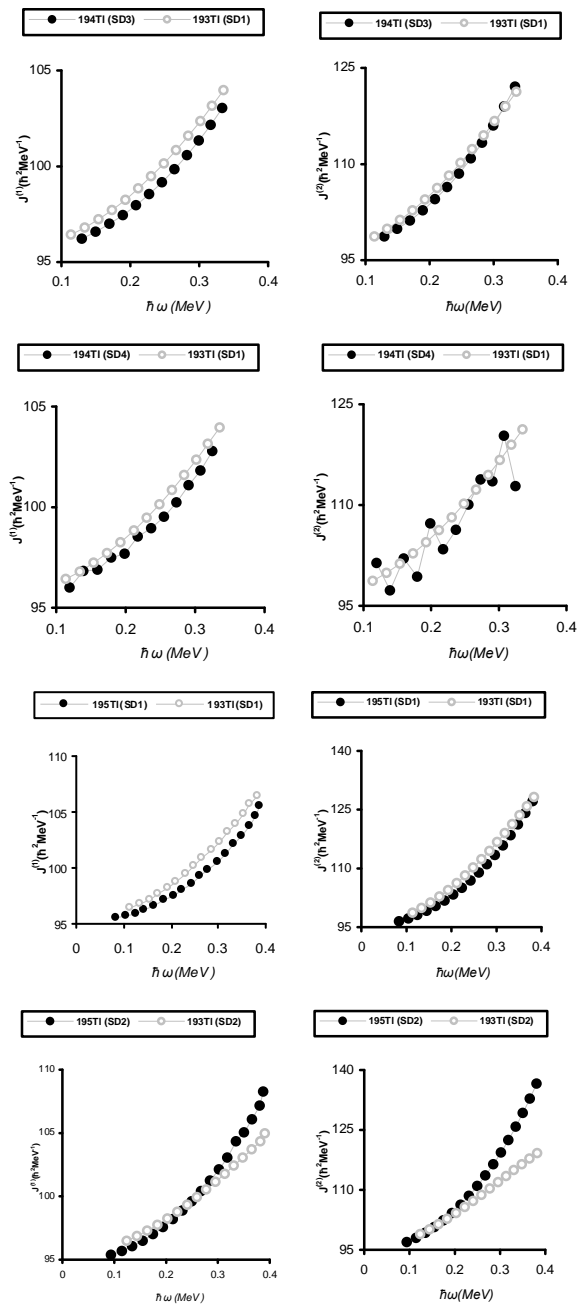 194Tl (SD3) 193Tl (SD1)
105
100
95
0.1 0.2 0.3 0.4
J⁽¹⁾(ħ²MeV⁻¹)
ħ ω (MeV)
194Tl (SD3) 193Tl (SD1)
125
110
95
0.1 0.2 0.3 0.4
J⁽²⁾(ħ²MeV⁻¹)
ħω(MeV)
194Tl (SD4) 193Tl (SD1)
105
100
95
0.1 0.2 0.3 0.4
J⁽¹⁾(ħ²MeV⁻¹)
ħ ω (MeV)
194Tl (SD4) 193Tl (SD1)
125
110
95
0.1 0.2 0.3 0.4
J⁽²⁾(ħ²MeV⁻¹)
ħω(MeV)
195Tl(SD1) 193Tl(SD1)
110
105
100
95
0 0.1 0.2 0.3 0.4
J⁽¹⁾(ħ²MeV⁻¹)
ħω(MeV)
195Tl (SD1) 193Tl (SD1)
140
125
110
95
0 0.1 0.2 0.3 0.4
J⁽²⁾(ħ²MeV⁻¹)
ħω(MeV)
195Tl (SD2) 193Tl (SD2)
110
105
100
95
0 0.1 0.2 0.3 0.4
J⁽¹⁾(ħ²MeV⁻¹)
ħω(MeV)
195Tl (SD2) 193Tl (SD2)
140
125
110
95
0 0.1 0.2 0.3 0.4
J⁽²⁾(ħ²MeV⁻¹)
ħω(MeV)